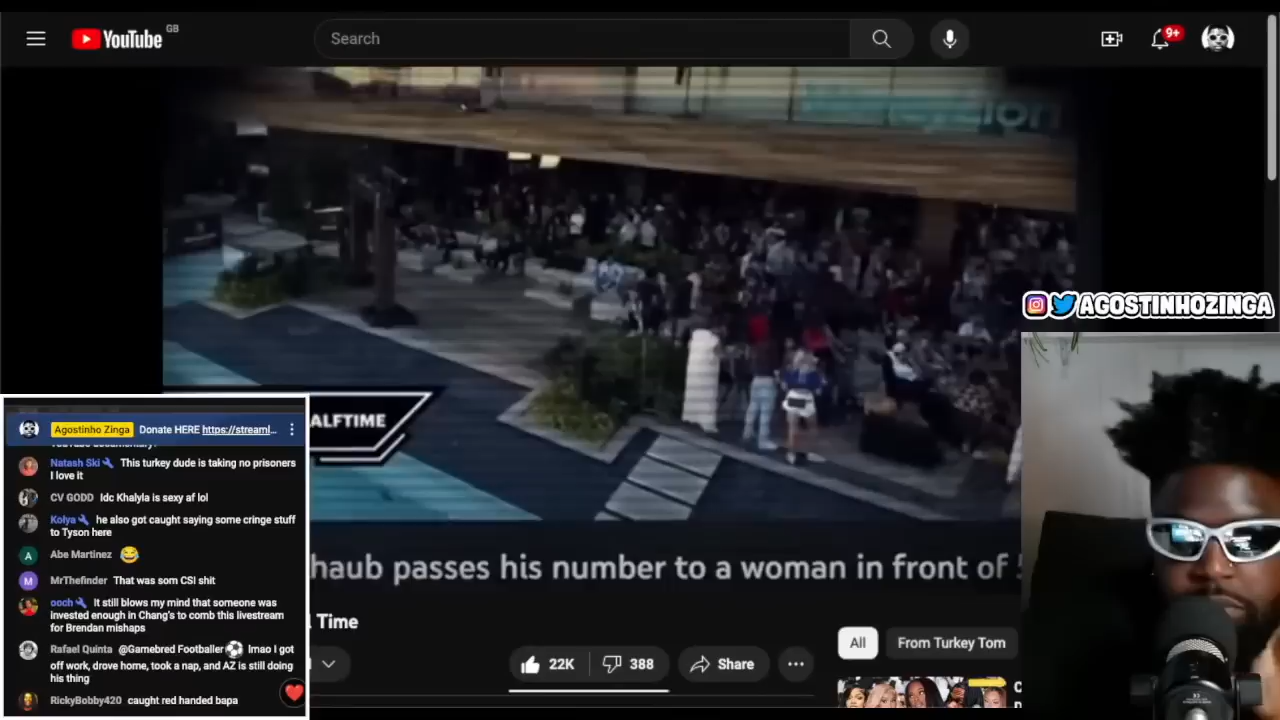 YouTube GB
Search
9+
ALFTIME
AGOSTINHOZINGA
Agostinho Zinga Donate HERE https://streaml...
Natash Ski This turkey dude is taking no prisoners
I love it
CV GODD Idc Khalyla is sexy af lol
Kolya he also got caught saying some cringe stuff
to Tyson here
A Abe Martinez 😂
M MrThefinder That was som CSI shit
ooch It still blows my mind that someone was
invested enough in Chang's to comb this livestream
for Brendan mishaps
Rafael Quinta @Gamebred Footballer⚽ lmao I got
off work, drove home, took a nap, and AZ is still doing
his thing
RickyBobby420 caught red handed bapa
haub passes his number to a woman in front of
Time
22K
388
Share
All
From Turkey Tom